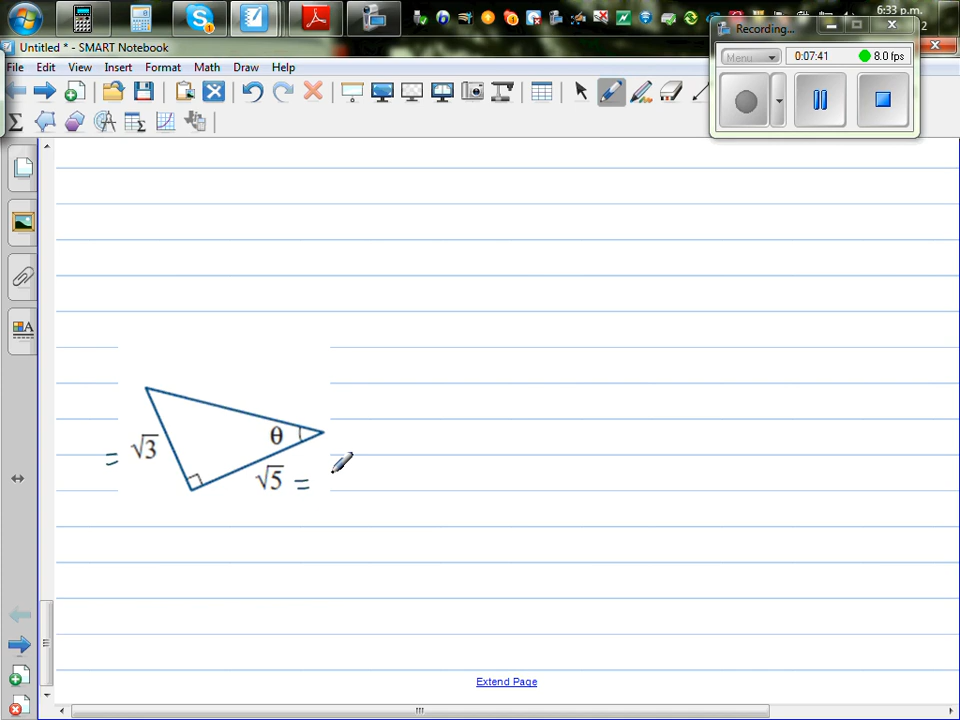 6:33 p.m.
2
Recording...
Untitled * - SMART Notebook
File Edit View Insert Format Math Draw Help
Menu 0:07:41 8.0 fps
θ
= √3
√5 =
Extend Page